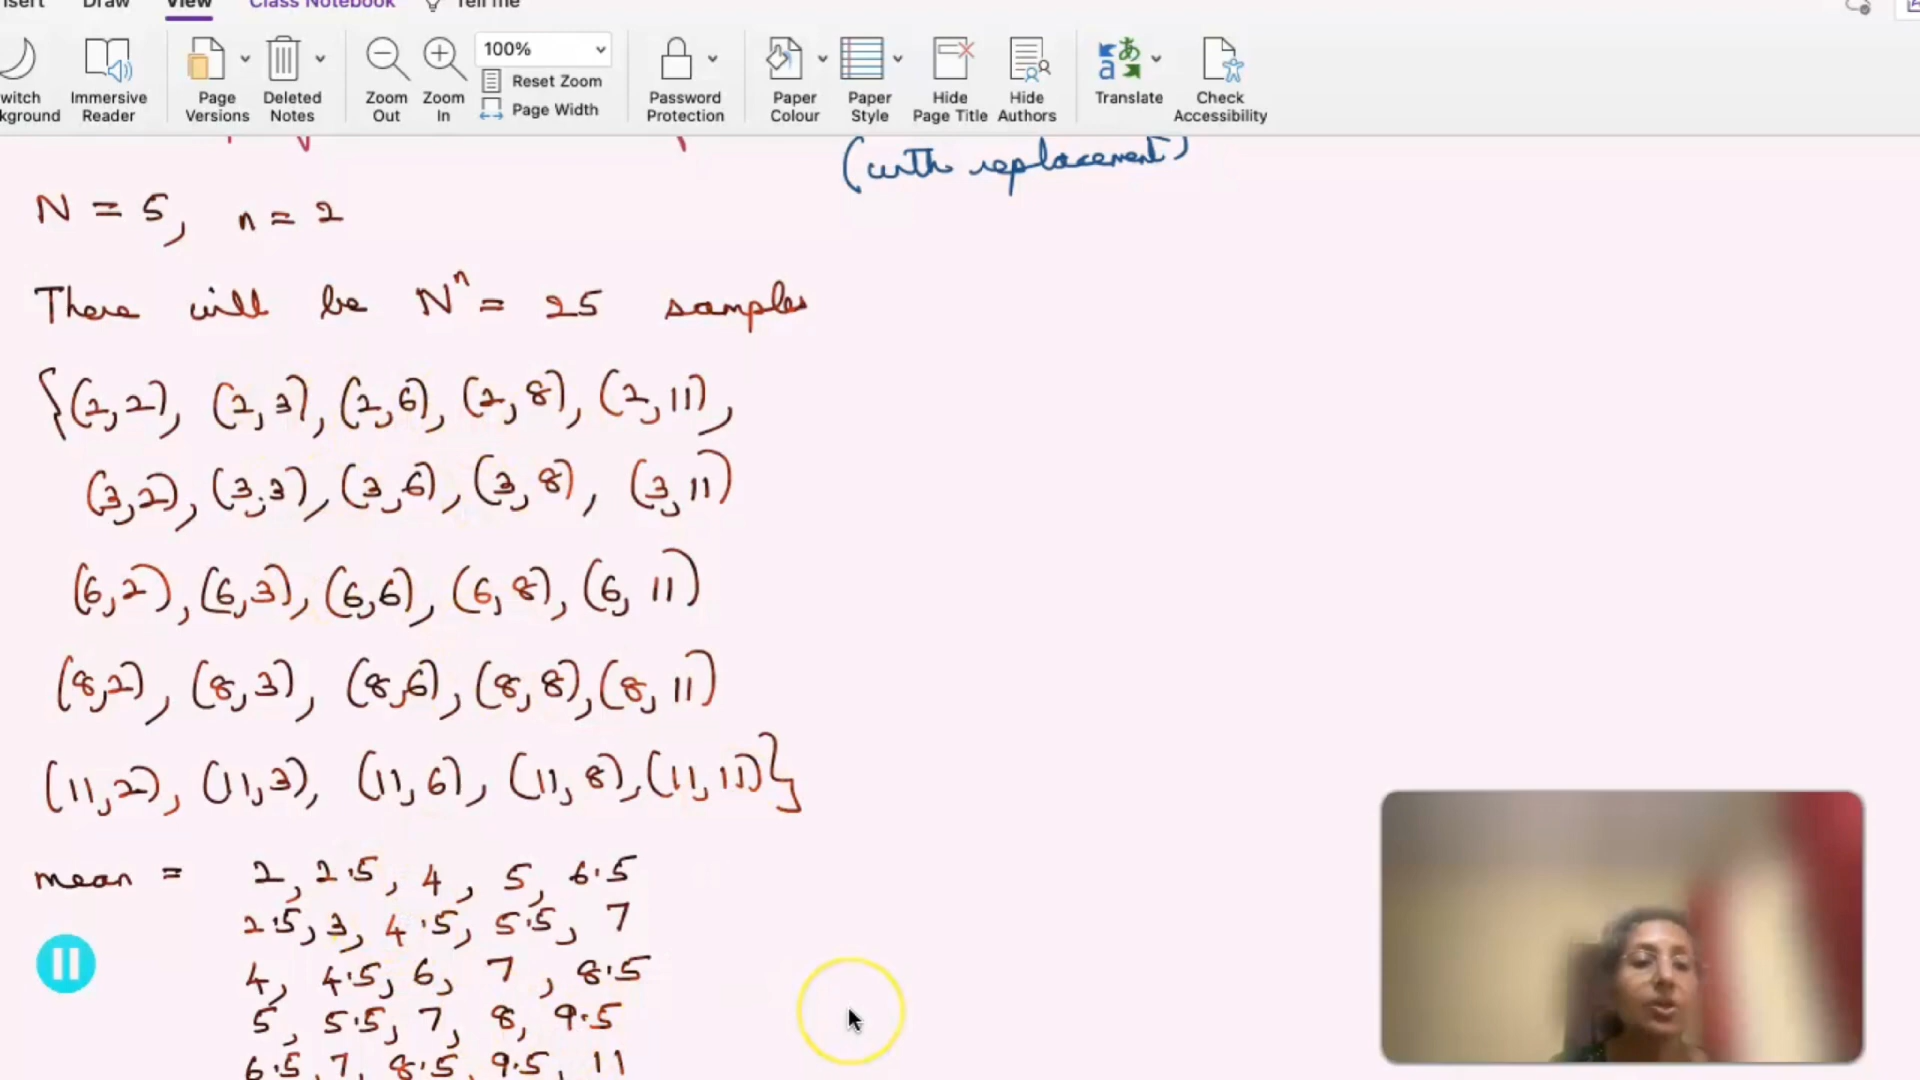 nsert Draw View Class Notebook Tell me
witch
kground
Immersive
Reader
Page
Versions
Deleted
Notes
Zoom
Out
Zoom
In
100%
Reset Zoom
Page Width
Password
Protection
Paper
Colour
Paper
Style
Hide
Page Title
Hide
Authors
Translate
Check
Accessibility
(with replacement)
N = 5, n = 2
There will be N^n = 25 samples
{(2,2), (2,3), (2,6), (2,8), (2,11),
(3,2), (3,3), (3,6), (3,8), (3,11)
(6,2), (6,3), (6,6), (6,8), (6,11)
(8,2), (8,3), (8,6), (8,8), (8,11)
(11,2), (11,3), (11,6), (11,8), (11,11)}
mean = 2, 2.5, 4, 5, 6.5
2.5, 3, 4.5, 5.5, 7
4, 4.5, 6, 7, 8.5
5, 5.5, 7, 8, 9.5
6.5, 7, 8.5, 9.5, 11